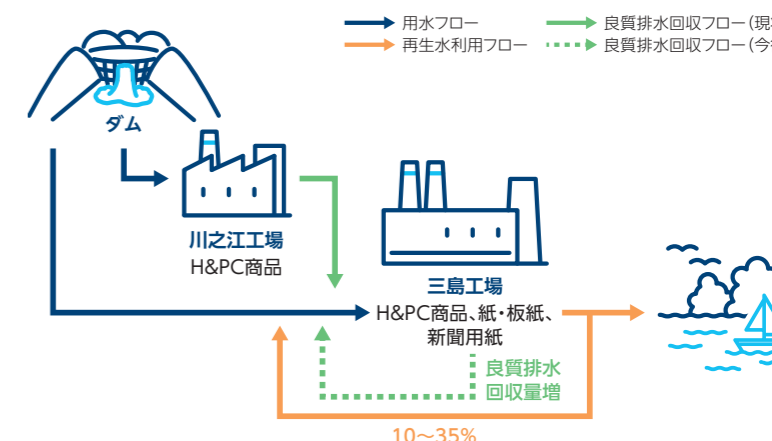 用水フロー
良質排水回収フロー（現
再生水利用フロー
良質排水回収フロー（今
ダム
川之江工場
H&PC商品
三島工場
H&PC商品、紙・板紙、
新聞用紙
良質排水
回収量増
10～35%